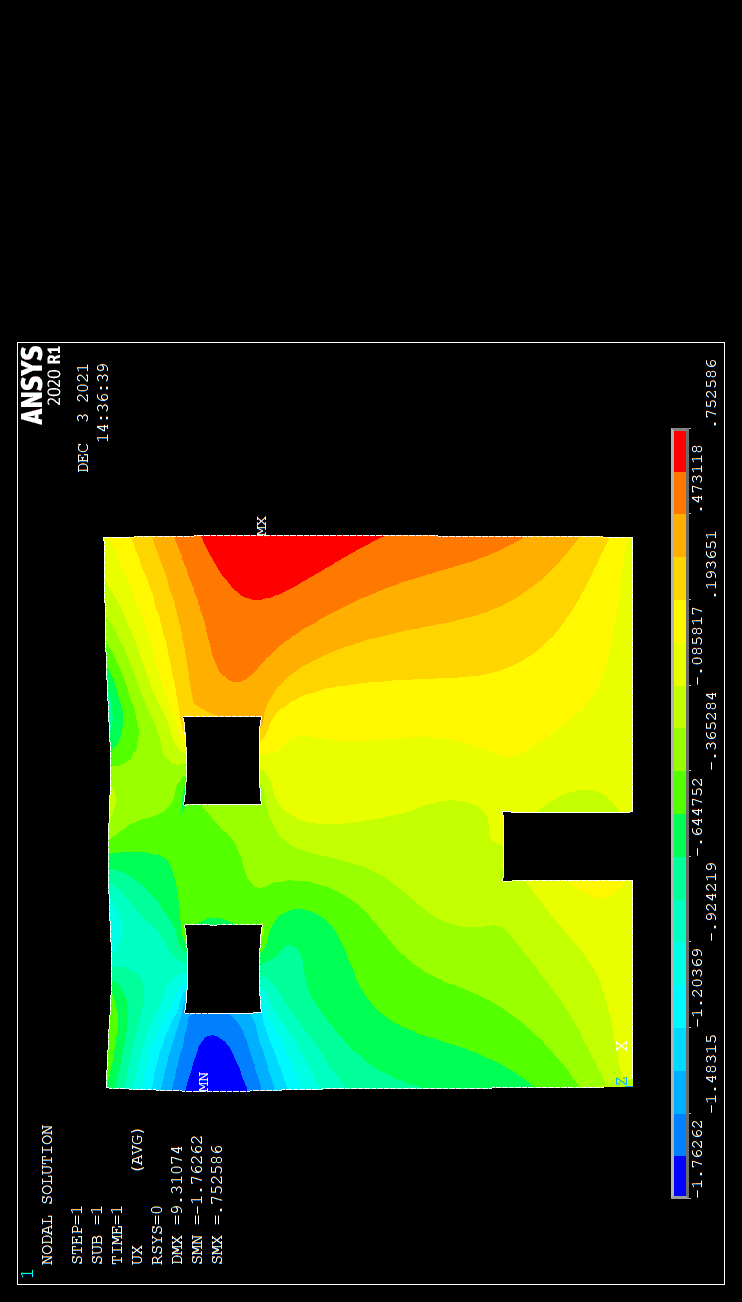 1
NODAL SOLUTION
STEP=1
SUB =1
TIME=1
UX (AVG)
RSYS=0
DMX =9.31074
SMN =-1.76262
SMX =.752586
ANSYS
2020 R1
DEC 3 2021
14:36:39
MN
MX
Z X
-1.76262
-1.48315
-1.20369
-.924219
-.644752
-.365284
-.085817
.193651
.473118
.752586